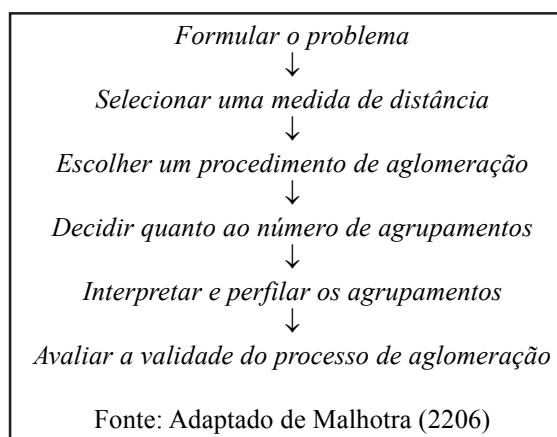 Formular o problema
↓
Selecionar uma medida de distância
↓
Escolher um procedimento de aglomeração
↓
Decidir quanto ao número de agrupamentos
↓
Interpretar e perfilar os agrupamentos
↓
Avaliar a validade do processo de aglomeração
Fonte: Adaptado de Malhotra (2206)